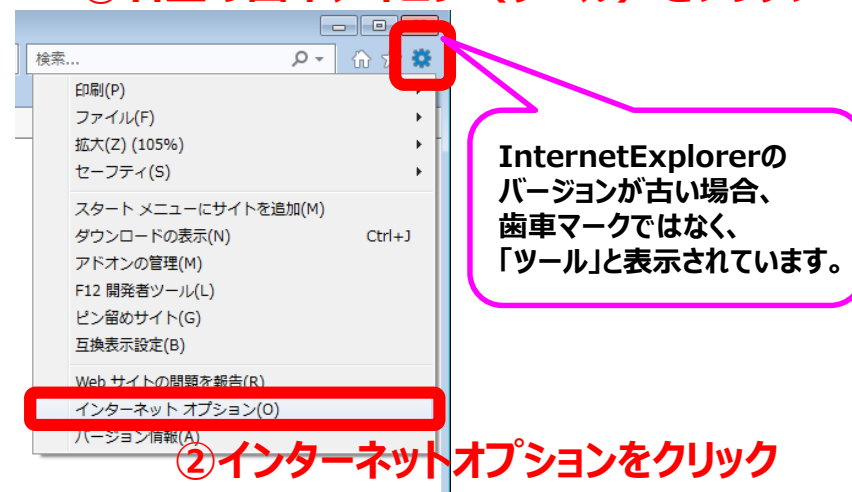 検索...
印刷(P)
ファイル(F)
拡大(Z) (105%)
セーフティ(S)
スタート メニューにサイトを追加(M)
ダウンロードの表示(N) Ctrl+J
アドオンの管理(M)
F12 開発者ツール(L)
ピン留めサイト(G)
互換表示設定(B)
Web サイトの問題を報告(R)
インターネット オプション(O)
バージョン情報(A)
InternetExplorerの
バージョンが古い場合、
歯車マークではなく、
「ツール」と表示されています。
②インターネットオプションをクリック